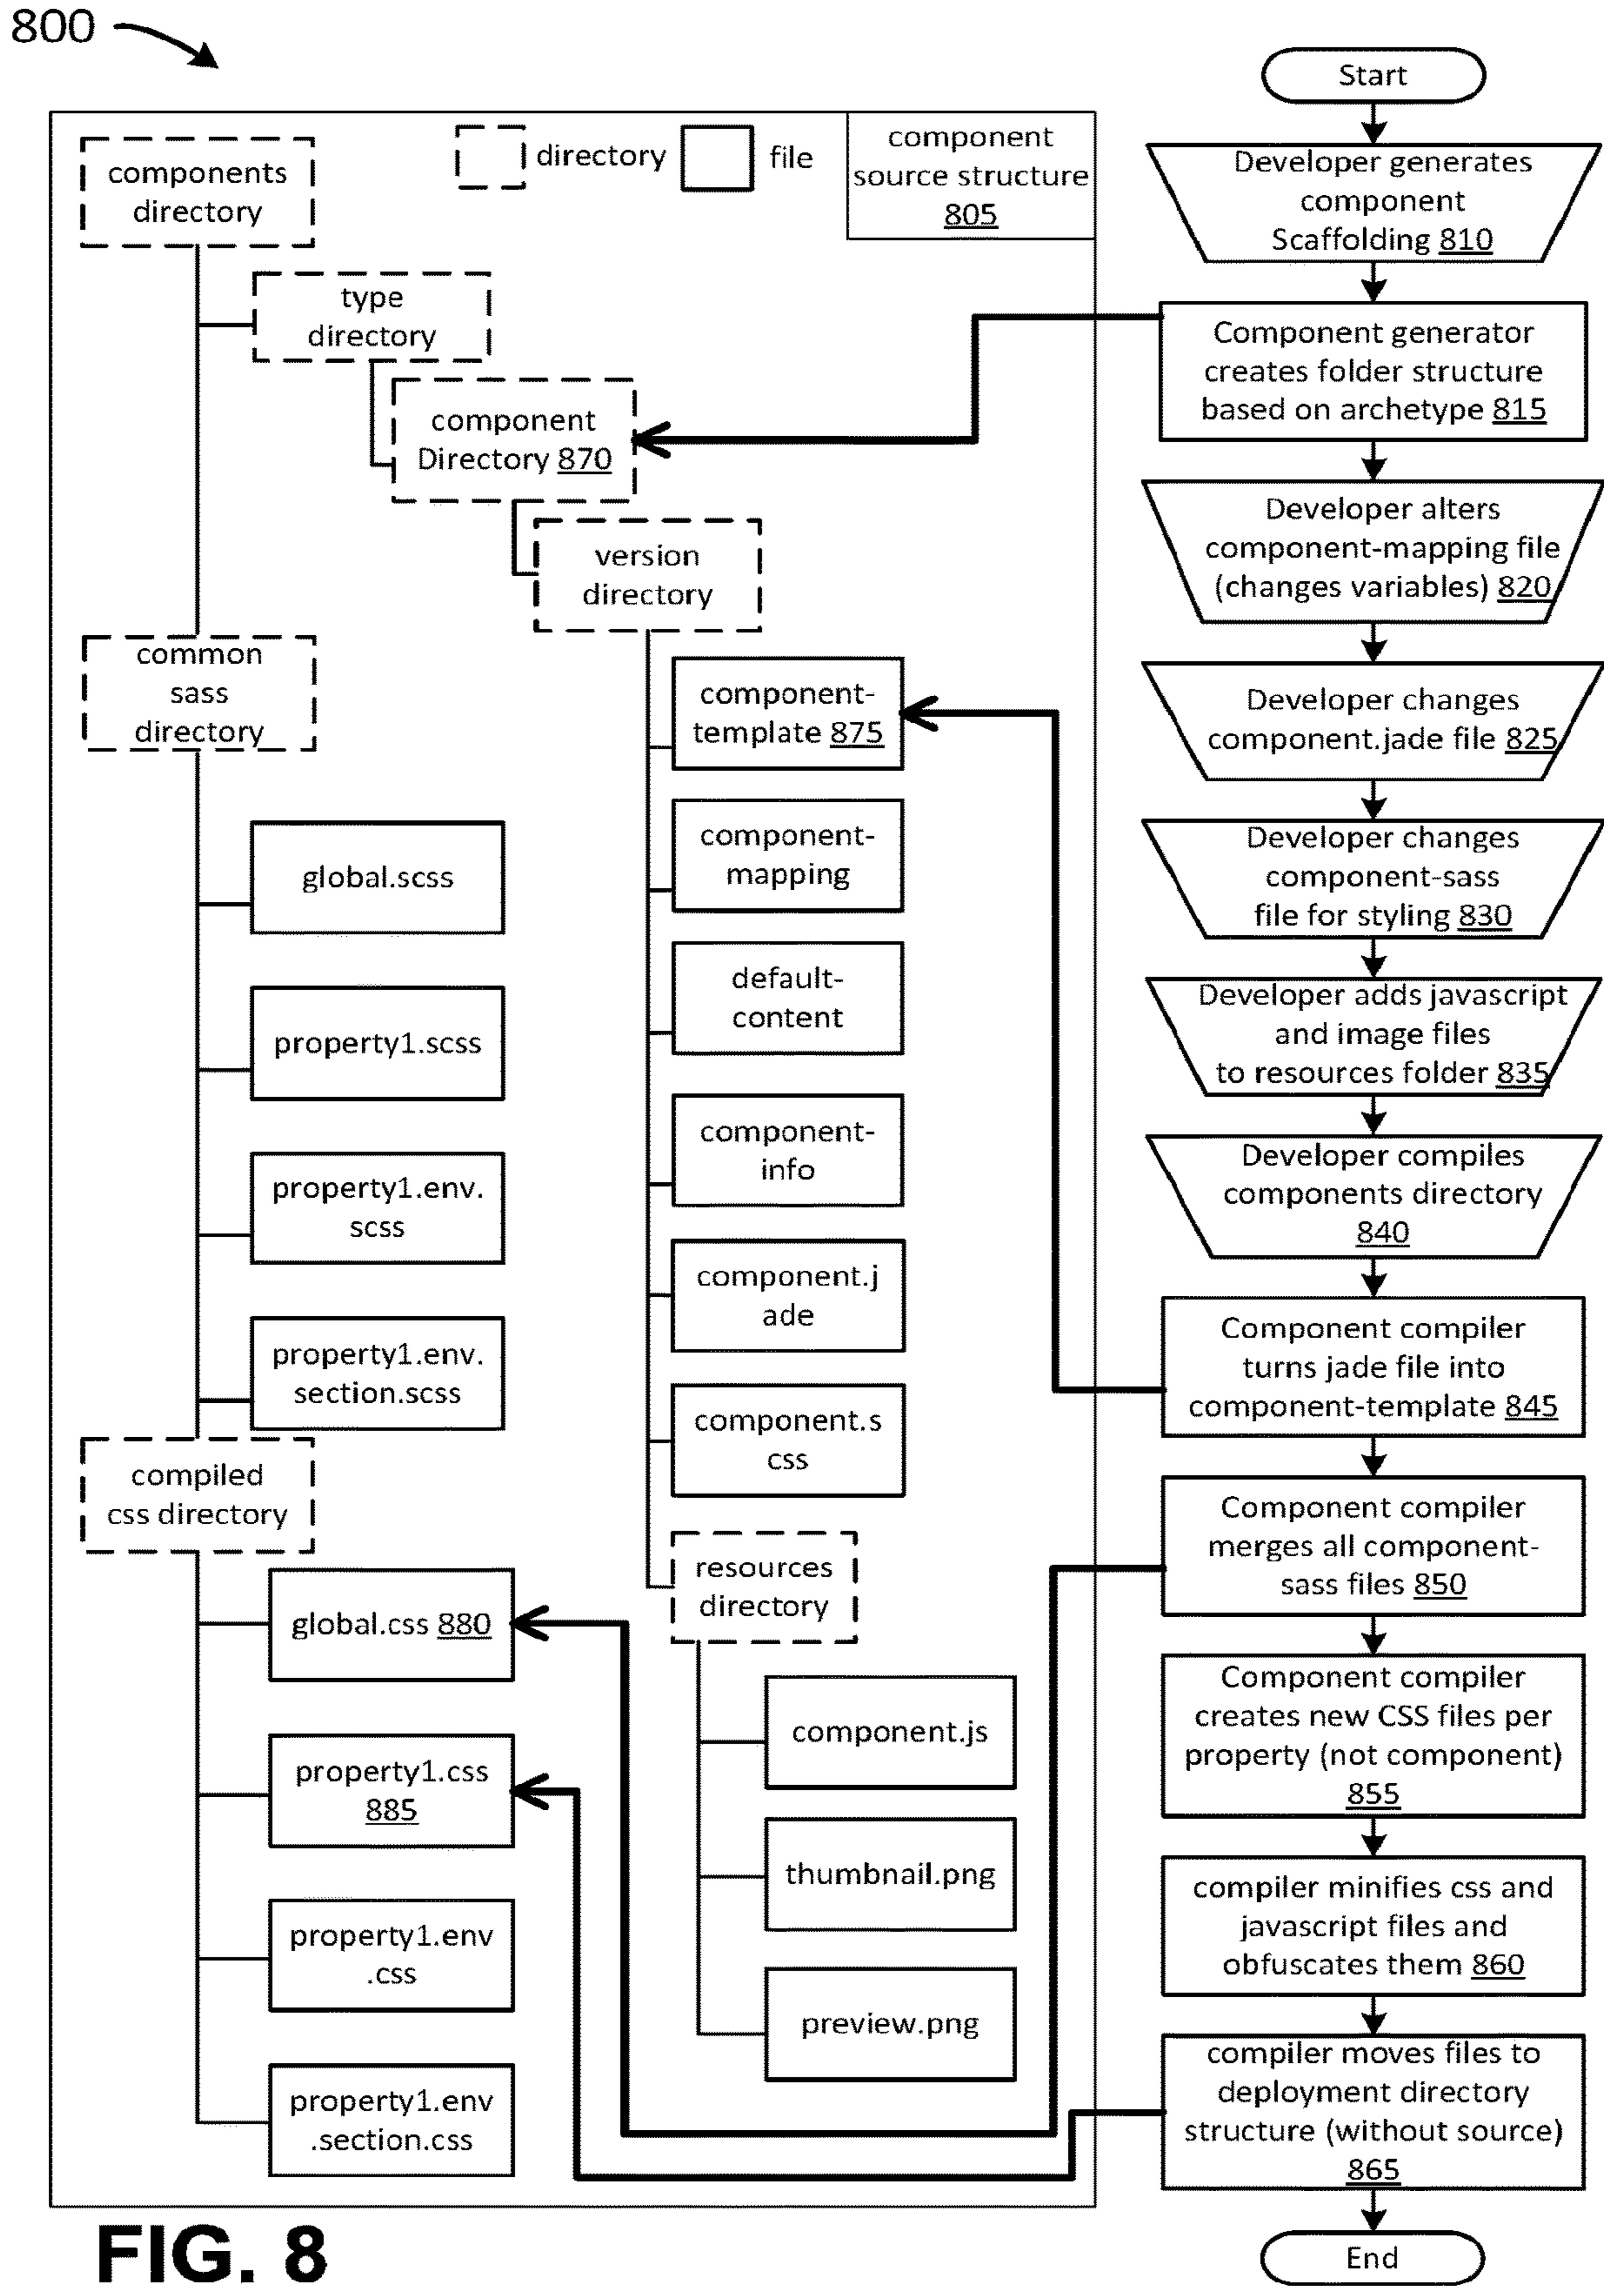 800
component
source structure
805
directory
file
components
directory
type
directory
component
Directory 870
version
directory
common
sass
directory
component-
template 875
component-
mapping
default-
content
component-
info
component.j
ade
component.s
css
resources
directory
component.js
thumbnail.png
preview.png
global.scss
property1.scss
property1.env.
scss
property1.env.
section.scss
compiled
css directory
global.css 880
property1.css
885
property1.env
.css
property1.env
.section.css
Start
Developer generates
component
Scaffolding 810
Component generator
creates folder structure
based on archetype 815
Developer alters
component-mapping file
(changes variables) 820
Developer changes
component.jade file 825
Developer changes
component-sass
file for styling 830
Developer adds javascript
and image files
to resources folder 835
Developer compiles
components directory
840
Component compiler
turns jade file into
component-template 845
Component compiler
merges all component-
sass files 850
Component compiler
creates new CSS files per
property (not component)
855
compiler minifies css and
javascript files and
obfuscates them 860
compiler moves files to
deployment directory
structure (without source)
865
End
FIG. 8